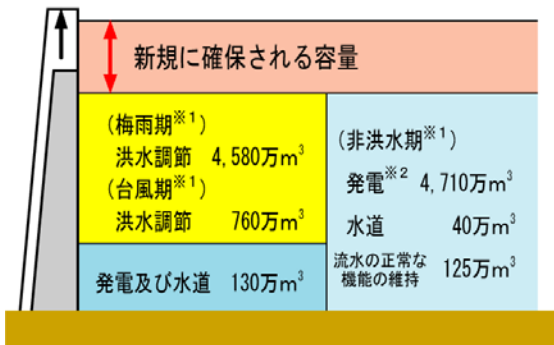 新規に確保される容量
(梅雨期※1)
洪水調節 4,580万m³
(台風期※1)
洪水調節 760万m³
発電及び水道 130万m³
(非洪水期※1)
発電※2 4,710万m³
水道 40万m³
流水の正常な
機能の維持 125万m³